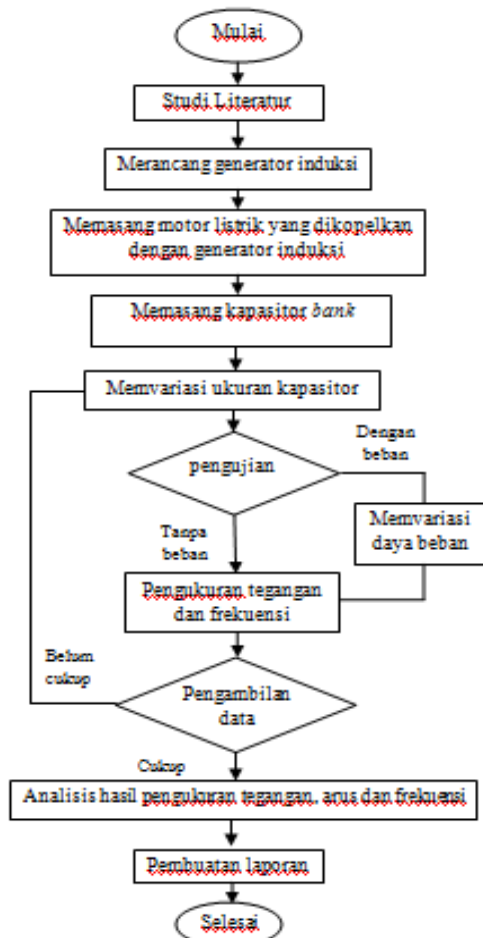 Mulai
Studi Literatur
Merancang generator induksi
Memasang motor listrik yang dikopelkan
dengan generator induksi
Memasang kapasitor bank
Memvariasi ukuran kapasitor
Dengan
beban
pengujian
Memvariasi
daya beban
Tanpa
beban
Pengukuran tegangan
dan frekuensi
Belum
cukup
Pengambilan
data
Cukup
Analisis hasil pengukuran tegangan, arus dan frekuensi
Pembuatan laporan
Selesai